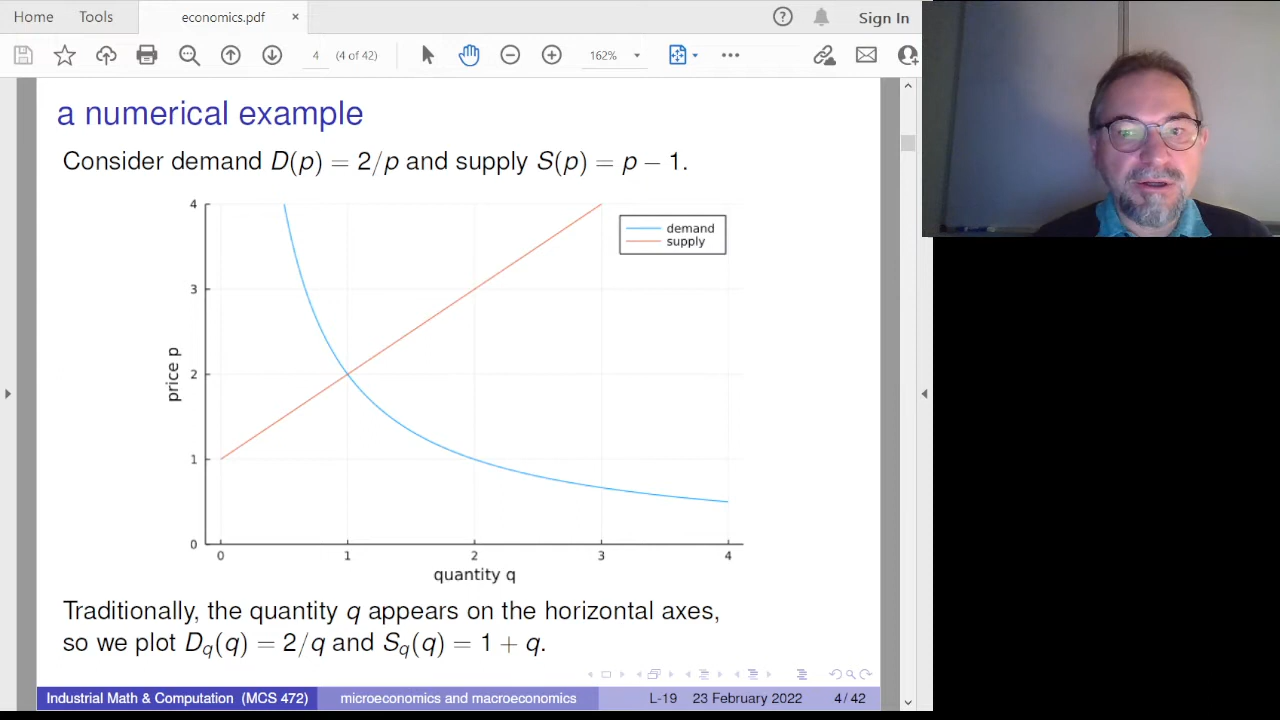 Home Tools economics.pdf × ? Sign In
4 (4 of 42) 162%
a numerical example
Consider demand D(p) = 2/p and supply S(p) = p − 1.
4
3
2
1
0
price p
demand
supply
0 1 2 3 4
quantity q
Traditionally, the quantity q appears on the horizontal axes,
so we plot D_q(q) = 2/q and S_q(q) = 1 + q.
Industrial Math & Computation (MCS 472) microeconomics and macroeconomics L-19 23 February 2022 4 / 42